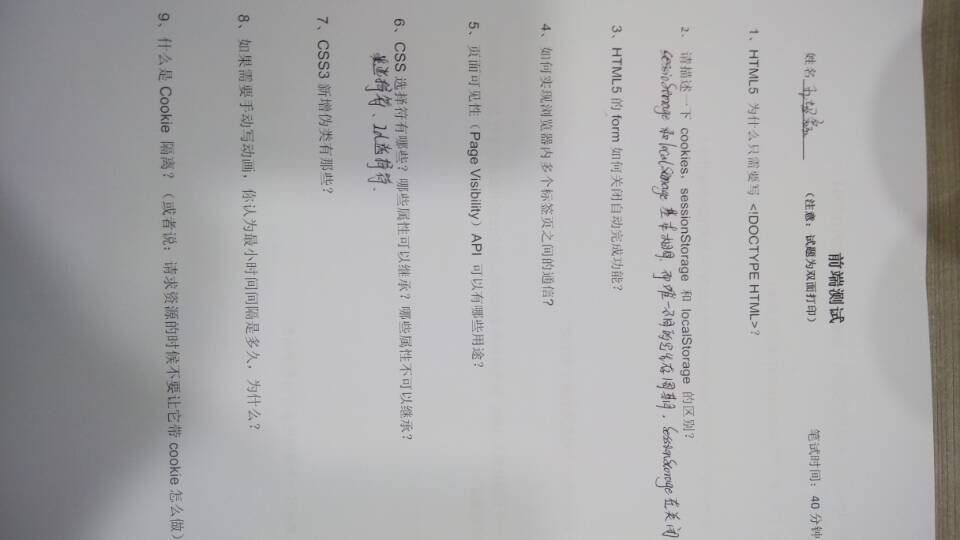 前端测试
姓名 （注意：试题为双面打印） 笔试时间：40 分钟
1、HTML5 为什么只需要写 <!DOCTYPE HTML>？
2、请描述一下 cookies、sessionStorage 和 localStorage 的区别？
sessionStorage 和 localStorage 基本相同，而唯一不同的是生存周期，sessionStorage 在关闭
3、HTML5 的 form 如何关闭自动完成功能？
4、如何实现浏览器内多个标签页之间的通信？
5、页面可见性（Page Visibility）API 可以有哪些用途？
6、CSS 选择符有哪些？哪些属性可以继承？哪些属性不可以继承？
选择符、Id选择符.
7、CSS3 新增伪类有那些？
8、如果需要手动写动画，你认为最小时间间隔是多久，为什么？
9、什么是 Cookie 隔离？（或者说：请求资源的时候不要让它带 cookie 怎么做）